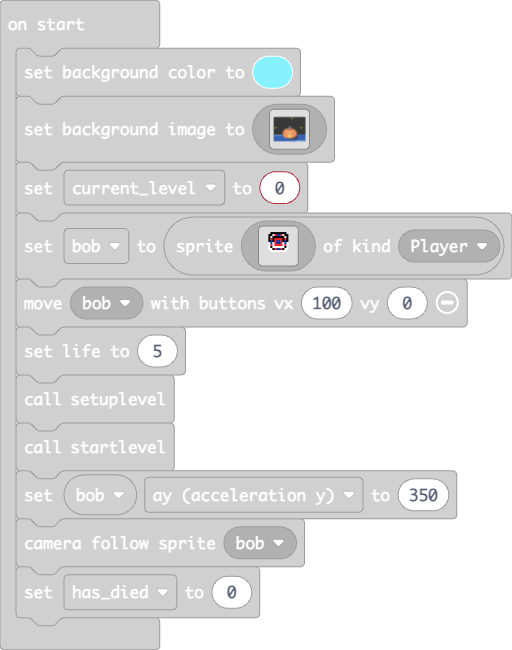 on start
set background color to
set background image to
set current_level to 0
set bob to sprite of kind Player
move bob with buttons vx 100 vy 0
set life to 5
call setuplevel
call startlevel
set bob ay (acceleration y) to 350
camera follow sprite bob
set has_died to 0